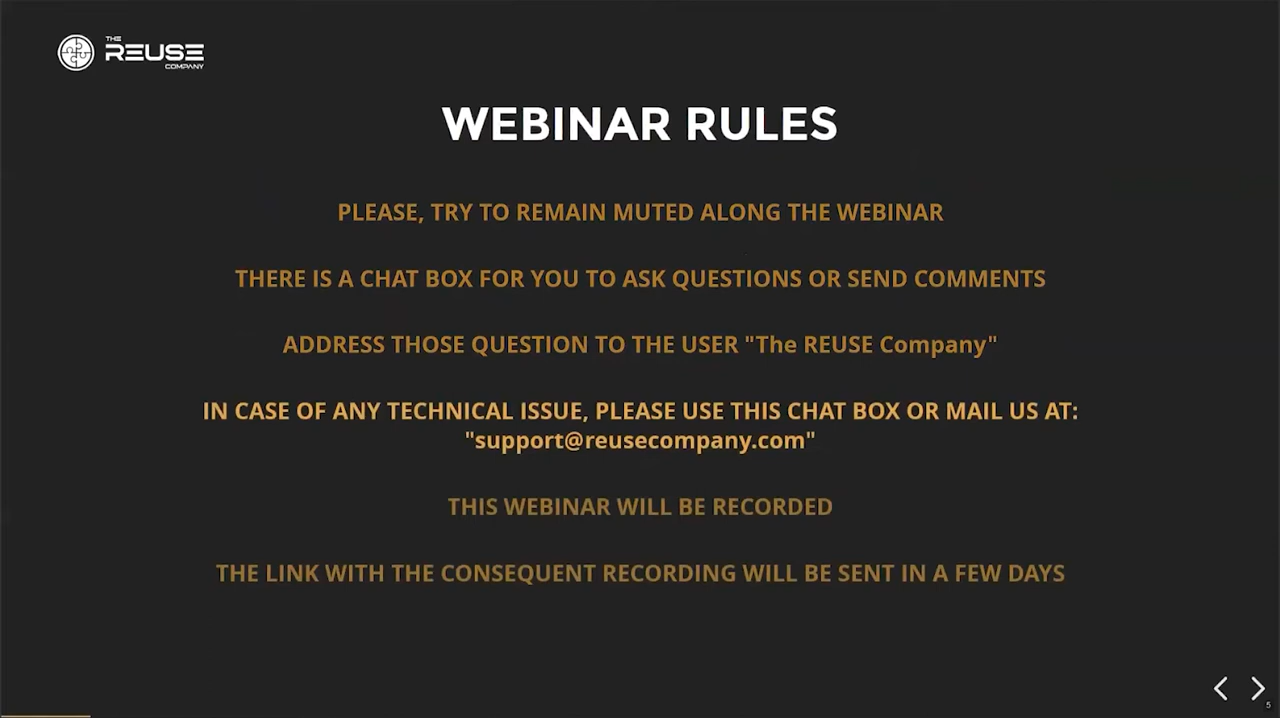 THE
REUSE
COMPANY
WEBINAR RULES
PLEASE, TRY TO REMAIN MUTED ALONG THE WEBINAR
THERE IS A CHAT BOX FOR YOU TO ASK QUESTIONS OR SEND COMMENTS
ADDRESS THOSE QUESTION TO THE USER "The REUSE Company"
IN CASE OF ANY TECHNICAL ISSUE, PLEASE USE THIS CHAT BOX OR MAIL US AT:
"support@reusecompany.com"
THIS WEBINAR WILL BE RECORDED
THE LINK WITH THE CONSEQUENT RECORDING WILL BE SENT IN A FEW DAYS
5